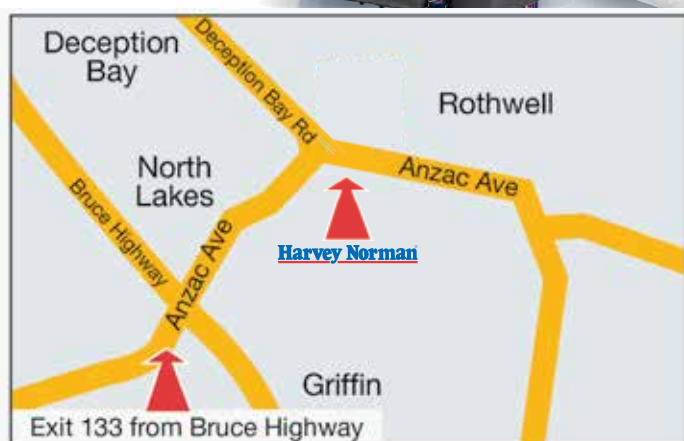 Deception
Bay
Deception Bay Rd
Rothwell
North
Lakes
Anzac Ave
Bruce Highway
Anzac Ave
Harvey Norman
Griffin
Exit 133 from Bruce Highway